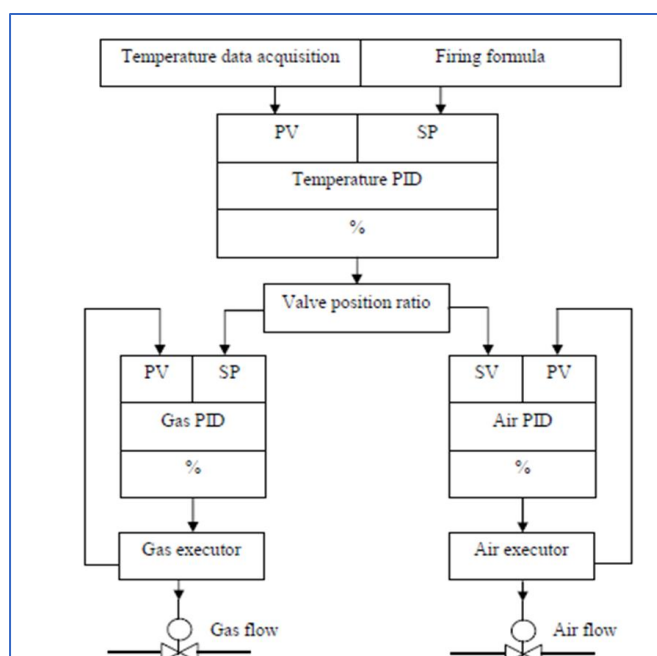 Temperature data acquisition
Firing formula
PV
SP
Temperature PID
%
Valve position ratio
PV
SP
SV
PV
Gas PID
Air PID
%
%
Gas executor
Air executor
Gas flow
Air flow